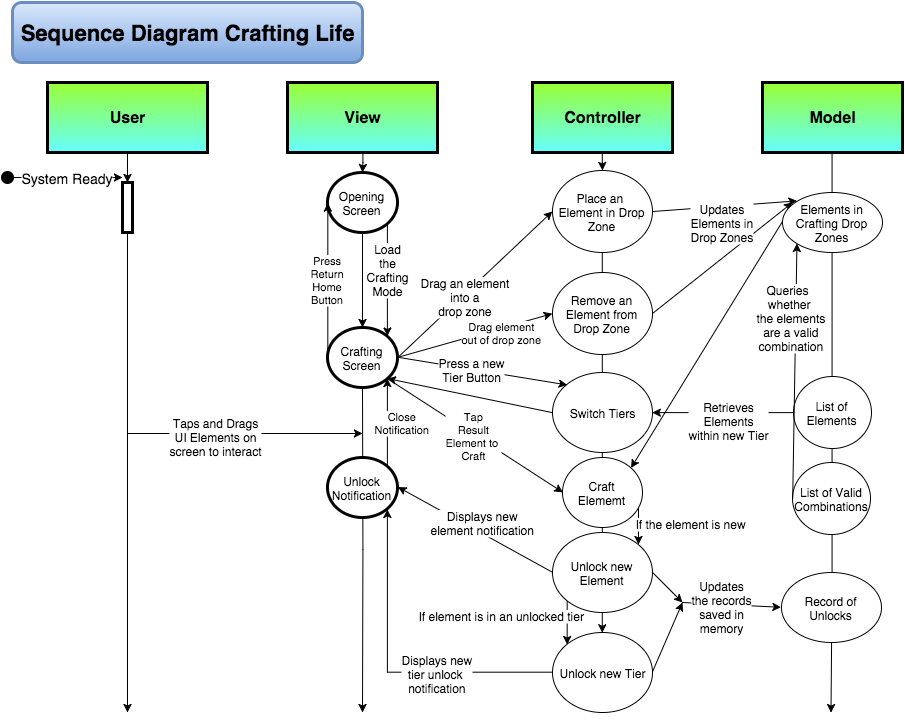 Sequence Diagram Crafting Life
User
View
Controller
Model
System Ready
Opening
Screen
Place an
Element in Drop
Zone
Updates
Elements in
Drop Zones
Elements in
Crafting Drop
Zones
Press
Return
Home
Button
Load
the
Crafting
Mode
Drag an element
into a
drop zone
Remove an
Element from
Drop Zone
Queries
whether
the elements
are a valid
combination
Drag element
out of drop zone
Crafting
Screen
Press a new
Tier Button
Switch Tiers
Retrieves
Elements
within new Tier
List of
Elements
Taps and Drags
UI Elements on
screen to interact
Close
Notification
Tap
Result
Element to
Craft
Unlock
Notification
Craft
Elememt
List of Valid
Combinations
Displays new
element notification
If the element is new
Unlock new
Element
Updates
the records
saved in
memory
Record of
Unlocks
If element is in an unlocked tier
Displays new
tier unlock
notification
Unlock new Tier